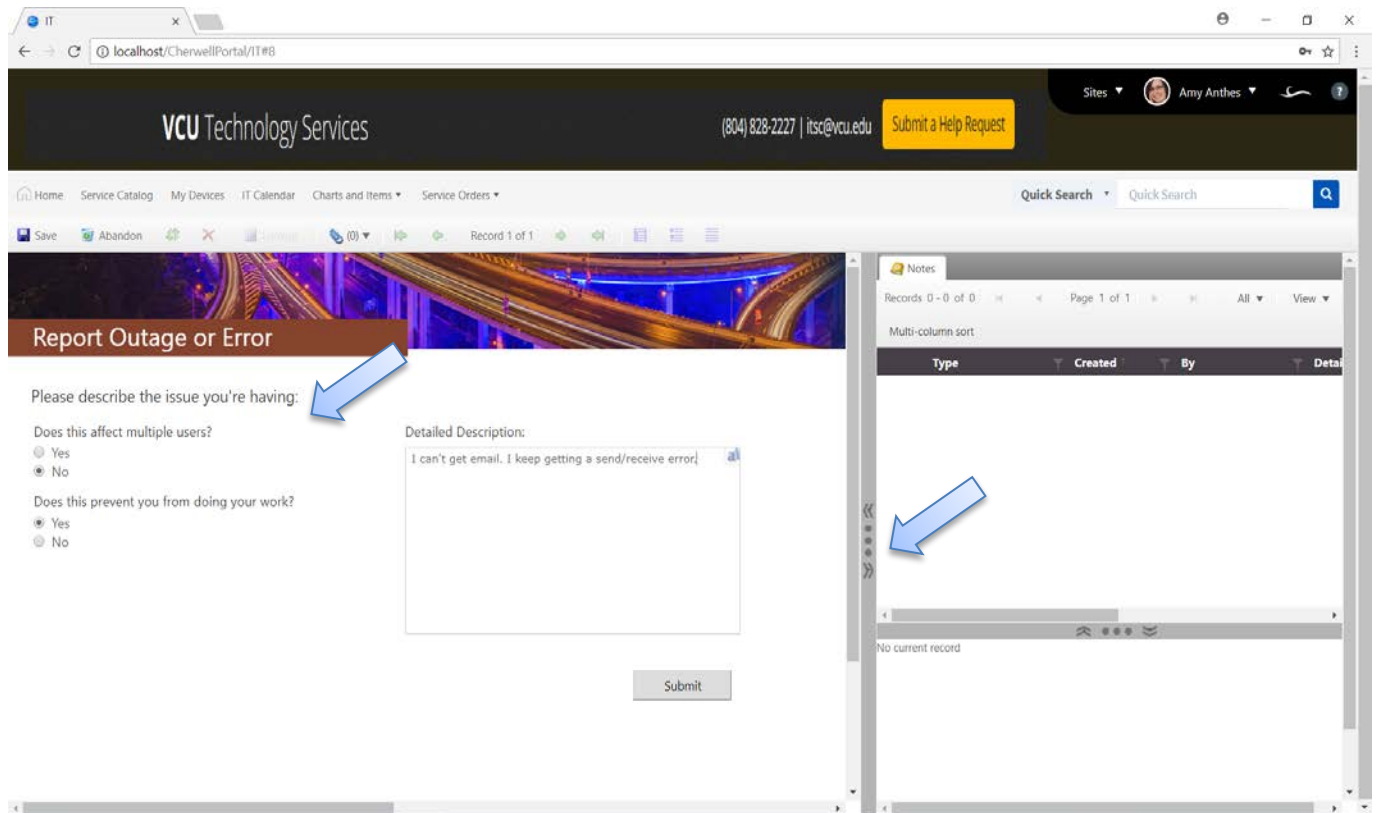 IT
localhost/CherwellPortal/IT#8
Sites
Amy Anthes
?
VCU Technology Services
(804) 828-2227 | itsc@vcu.edu
Submit a Help Request
Home Service Catalog My Devices IT Calendar Charts and Items Service Orders
Quick Search Quick Search
Save Abandon (0) Record 1 of 1
Report Outage or Error
Please describe the issue you're having:
Does this affect multiple users?
Yes
No
Does this prevent you from doing your work?
Yes
No
Detailed Description:
I can't get email. I keep getting a send/receive error.
Submit
Notes
Records 0 - 0 of 0 Page 1 of 1 All View
Multi-column sort
Type Created By Detai
No current record